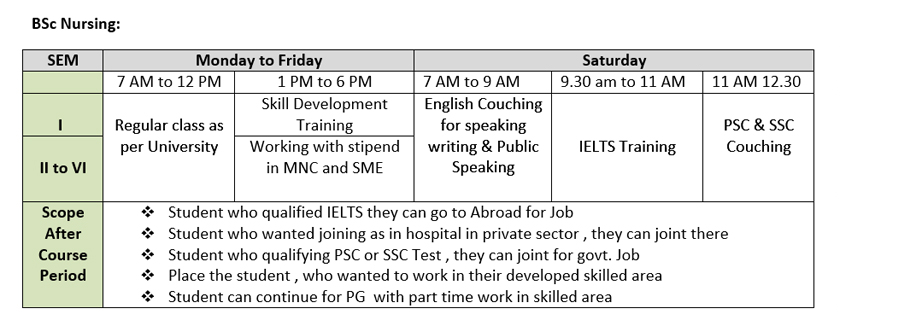 BSc Nursing:
SEM Monday to Friday Saturday
7 AM to 12 PM 1 PM to 6 PM 7 AM to 9 AM 9.30 am to 11 AM 11 AM 12.30
I
Regular class as
per University
Skill Development
Training
English Couching
for speaking
writing & Public
Speaking
IELTS Training
PSC & SSC
Couching
II to VI
Working with stipend
in MNC and SME
Scope
After
Course
Period
❖ Student who qualified IELTS they can go to Abroad for Job
❖ Student who wanted joining as in hospital in private sector , they can joint there
❖ Student who qualifying PSC or SSC Test , they can joint for govt. Job
❖ Place the student , who wanted to work in their developed skilled area
❖ Student can continue for PG with part time work in skilled area